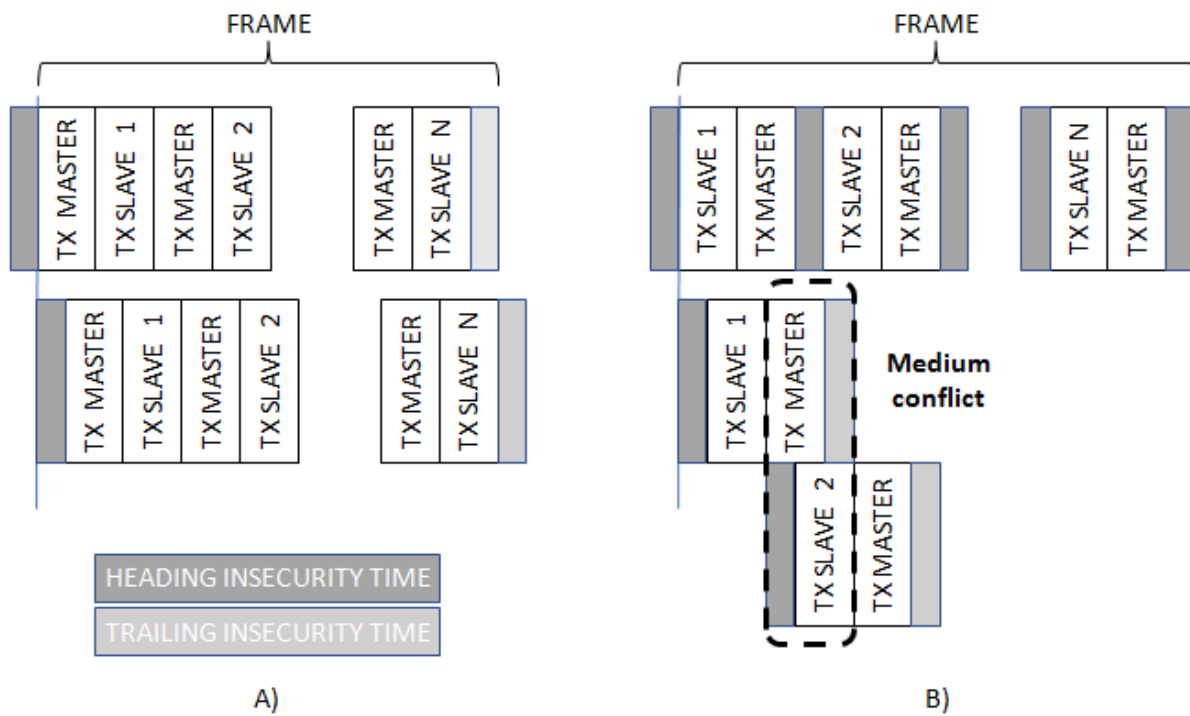 FRAME
TX MASTER
TX SLAVE 1
TX MASTER
TX SLAVE 2
TX MASTER
TX SLAVE N
TX MASTER
TX SLAVE 1
TX MASTER
TX SLAVE 2
TX MASTER
TX SLAVE N
HEADING INSECURITY TIME
TRAILING INSECURITY TIME
A)
FRAME
TX SLAVE 1
TX MASTER
TX SLAVE 2
TX MASTER
TX SLAVE N
TX MASTER
TX SLAVE 1
TX MASTER
Medium
conflict
TX SLAVE 2
TX MASTER
B)